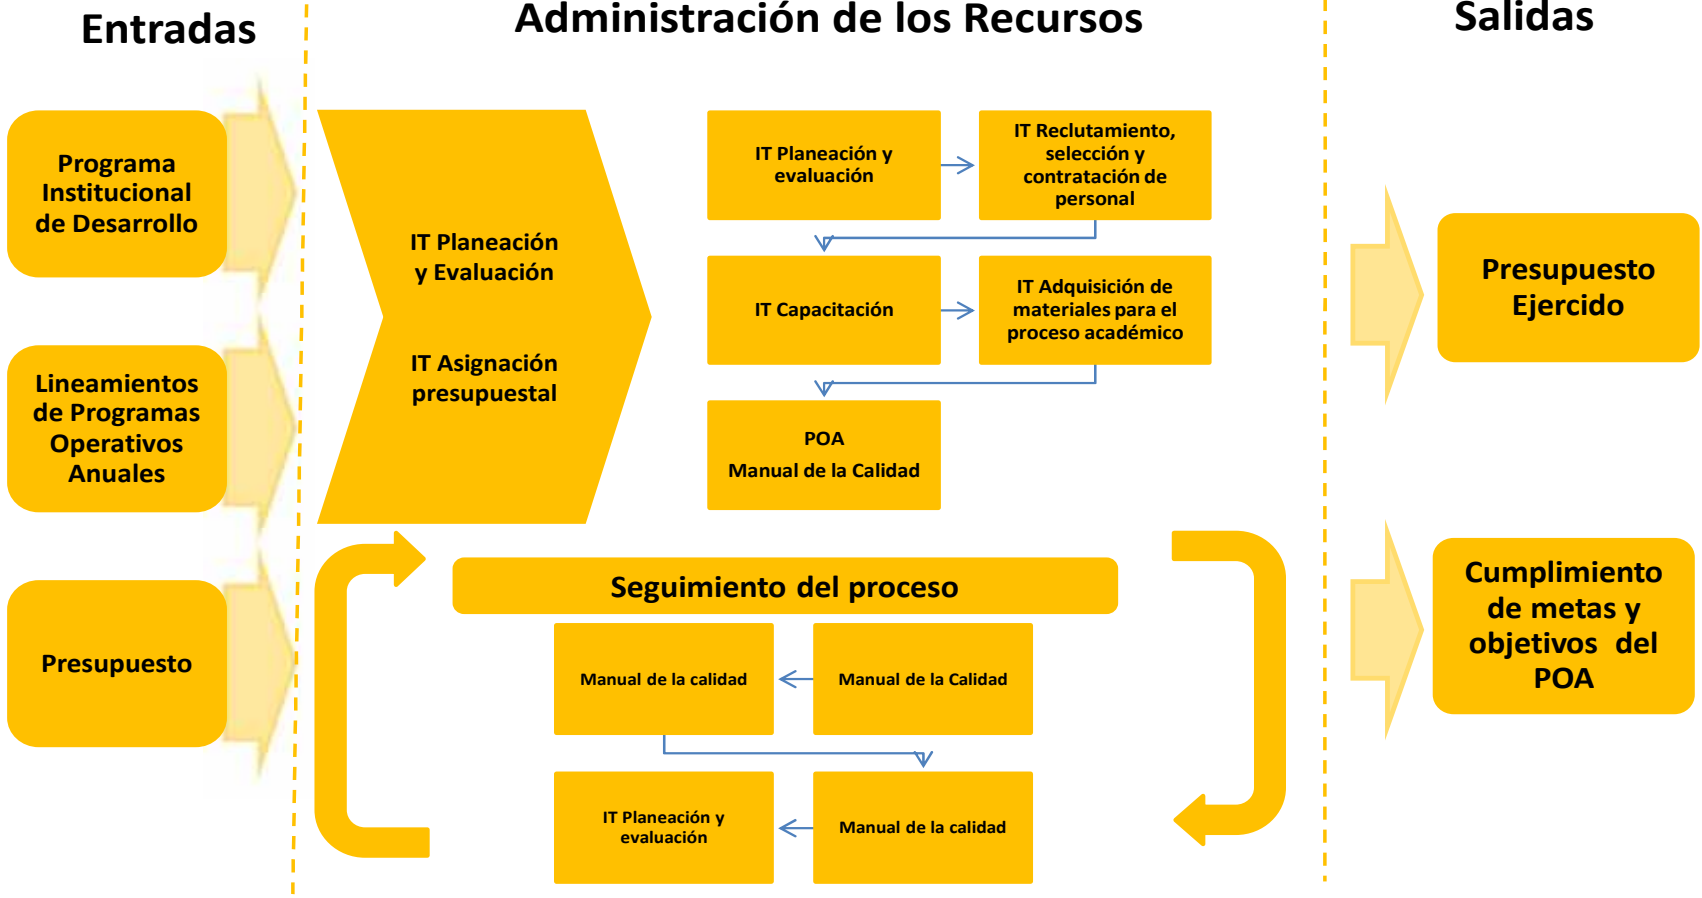 Entradas
Administración de los Recursos
Salidas
Programa
Institucional
de Desarrollo
Lineamientos
de Programas
Operativos
Anuales
Presupuesto
IT Planeación
y Evaluación
IT Asignación
presupuestal
IT Planeación y
evaluación
IT Reclutamiento,
selección y
contratación de
personal
IT Capacitación
IT Adquisición de
materiales para el
proceso académico
POA
Manual de la Calidad
Seguimiento del proceso
Manual de la calidad
Manual de la Calidad
IT Planeación y
evaluación
Manual de la calidad
Presupuesto
Ejercido
Cumplimiento
de metas y
objetivos del
POA